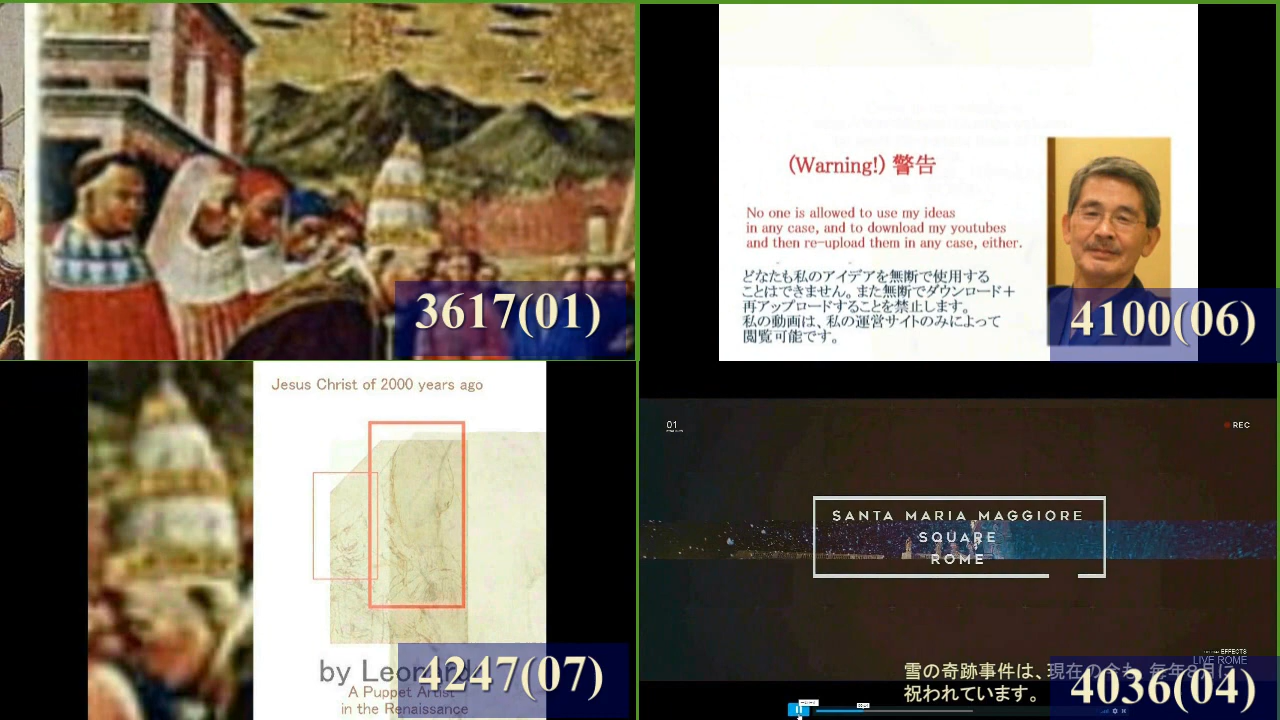 3617(01)
(Warning!) 警告
No one is allowed to use my ideas
in any case, and to download my youtubes
and then re-upload them in any case, either.
どなたも私のアイデアを無断で使用する
ことはできません。また無断でダウンロード＋
再アップロードすることを禁止します。
私の動画は、私の運営サイトのみによって
閲覧可能です。
4100(06)
Jesus Christ of 2000 years ago
by Leonardo
A Puppet Artist
in the Renaissance
4247(07)
01
REC
SANTA MARIA MAGGIORE
SQUARE
ROME
EFFECTS
LIVE ROME
雪の奇跡事件は、現在の今も、毎年8月に
祝われています。
4036(04)